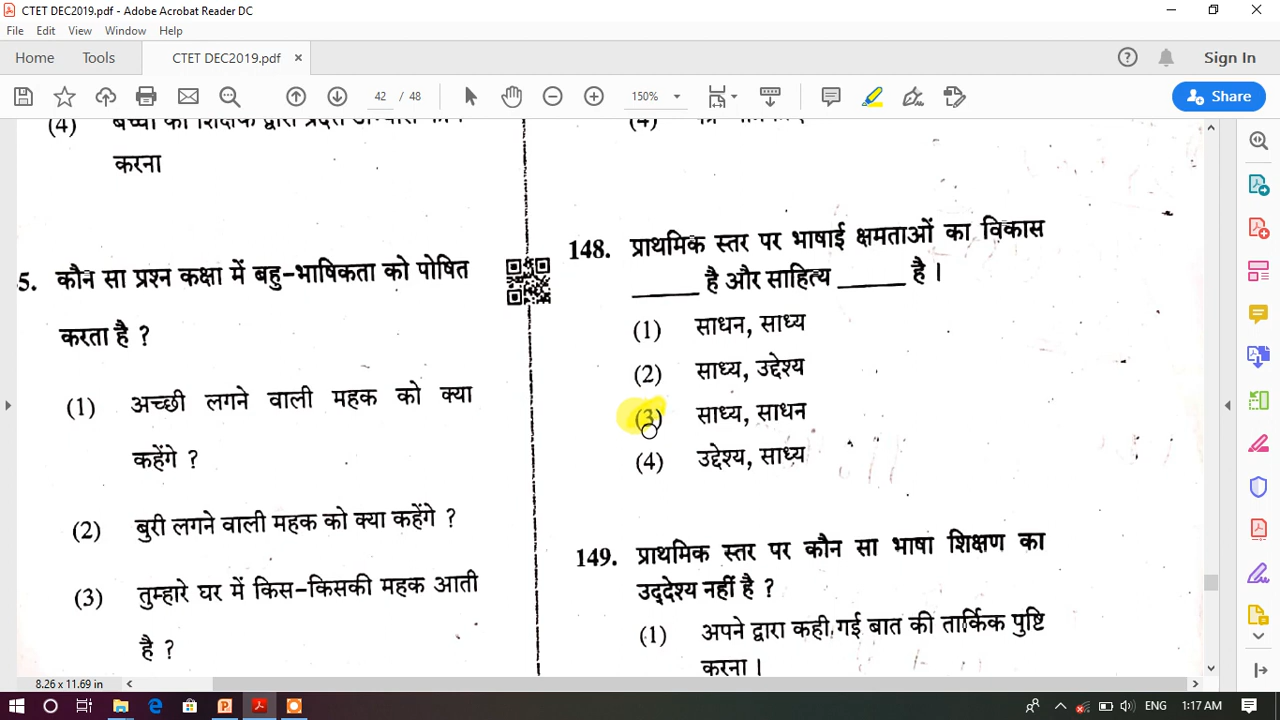 CTET DEC2019.pdf - Adobe Acrobat Reader DC
File Edit View Window Help
Home Tools CTET DEC2019.pdf Sign In
42 / 48 150% Share
(4)
करना
5. कौन सा प्रश्न कक्षा में बहु-भाषिकता को पोषित
करता है ?
(1) अच्छी लगने वाली महक को क्या
कहेंगे ?
(2) बुरी लगने वाली महक को क्या कहेंगे ?
(3) तुम्हारे घर में किस-किसकी महक आती
है ?
(4)
148. प्राथमिक स्तर पर भाषाई क्षमताओं का विकास
______ है और साहित्य ______ है ।
(1) साधन, साध्य
(2) साध्य, उद्देश्य
(3) साध्य, साधन
(4) उद्देश्य, साध्य
149. प्राथमिक स्तर पर कौन सा भाषा शिक्षण का
उद्देश्य नहीं है ?
(1) अपने द्वारा कही गई बात की तार्किक पुष्टि
करना ।
8.26 x 11.69 in
ENG 1:17 AM